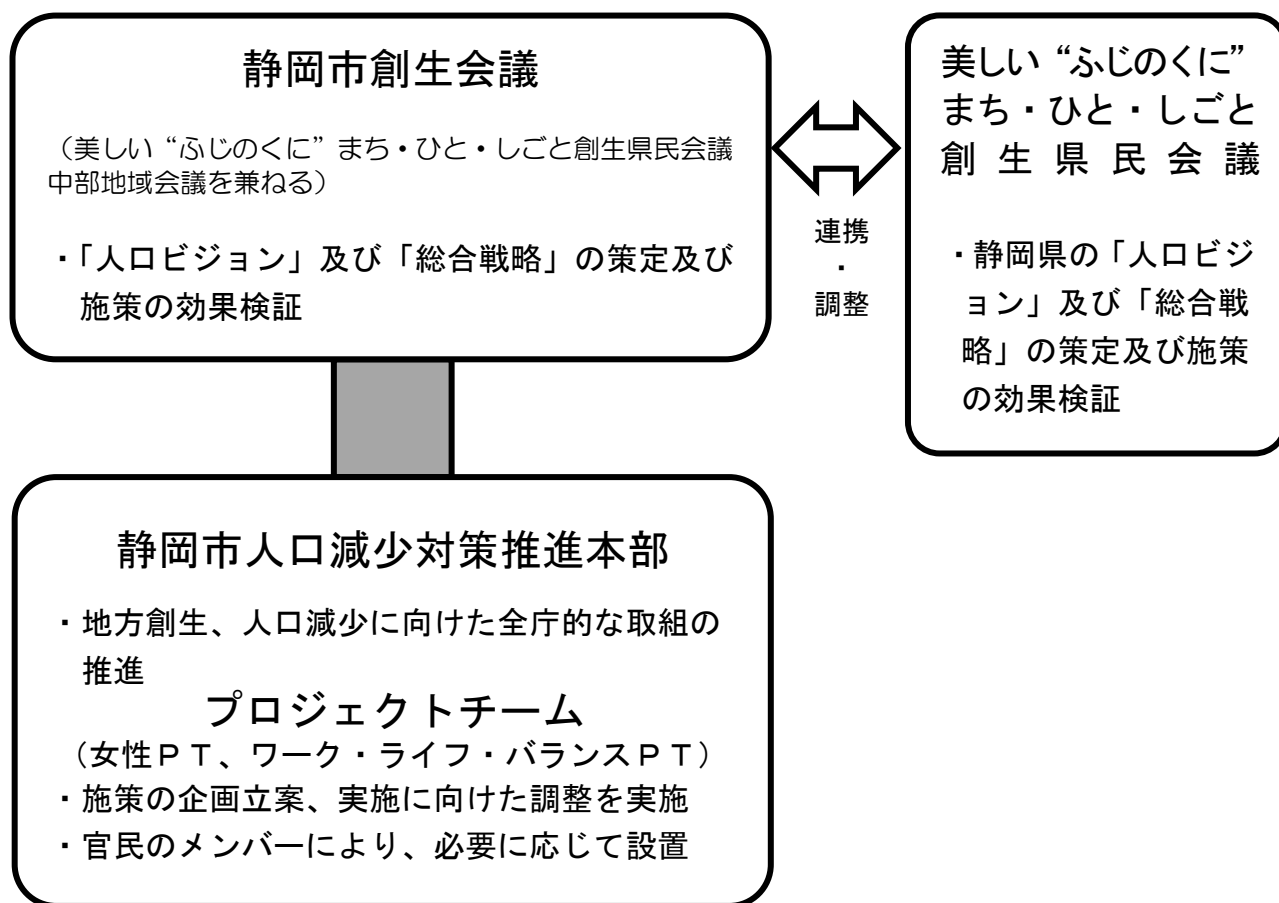 静岡市創生会議
（美しい“ふじのくに”まち・ひと・しごと創生県民会議
中部地域会議を兼ねる）
・「人口ビジョン」及び「総合戦略」の策定及び
施策の効果検証
連携
・
調整
美しい“ふじのくに”
まち・ひと・しごと
創生県民会議
・静岡県の「人口ビジ
ョン」及び「総合戦
略」の策定及び施策
の効果検証
静岡市人口減少対策推進本部
・地方創生、人口減少に向けた全庁的な取組の
推進
プロジェクトチーム
（女性ＰＴ、ワーク・ライフ・バランスＰＴ）
・施策の企画立案、実施に向けた調整を実施
・官民のメンバーにより、必要に応じて設置